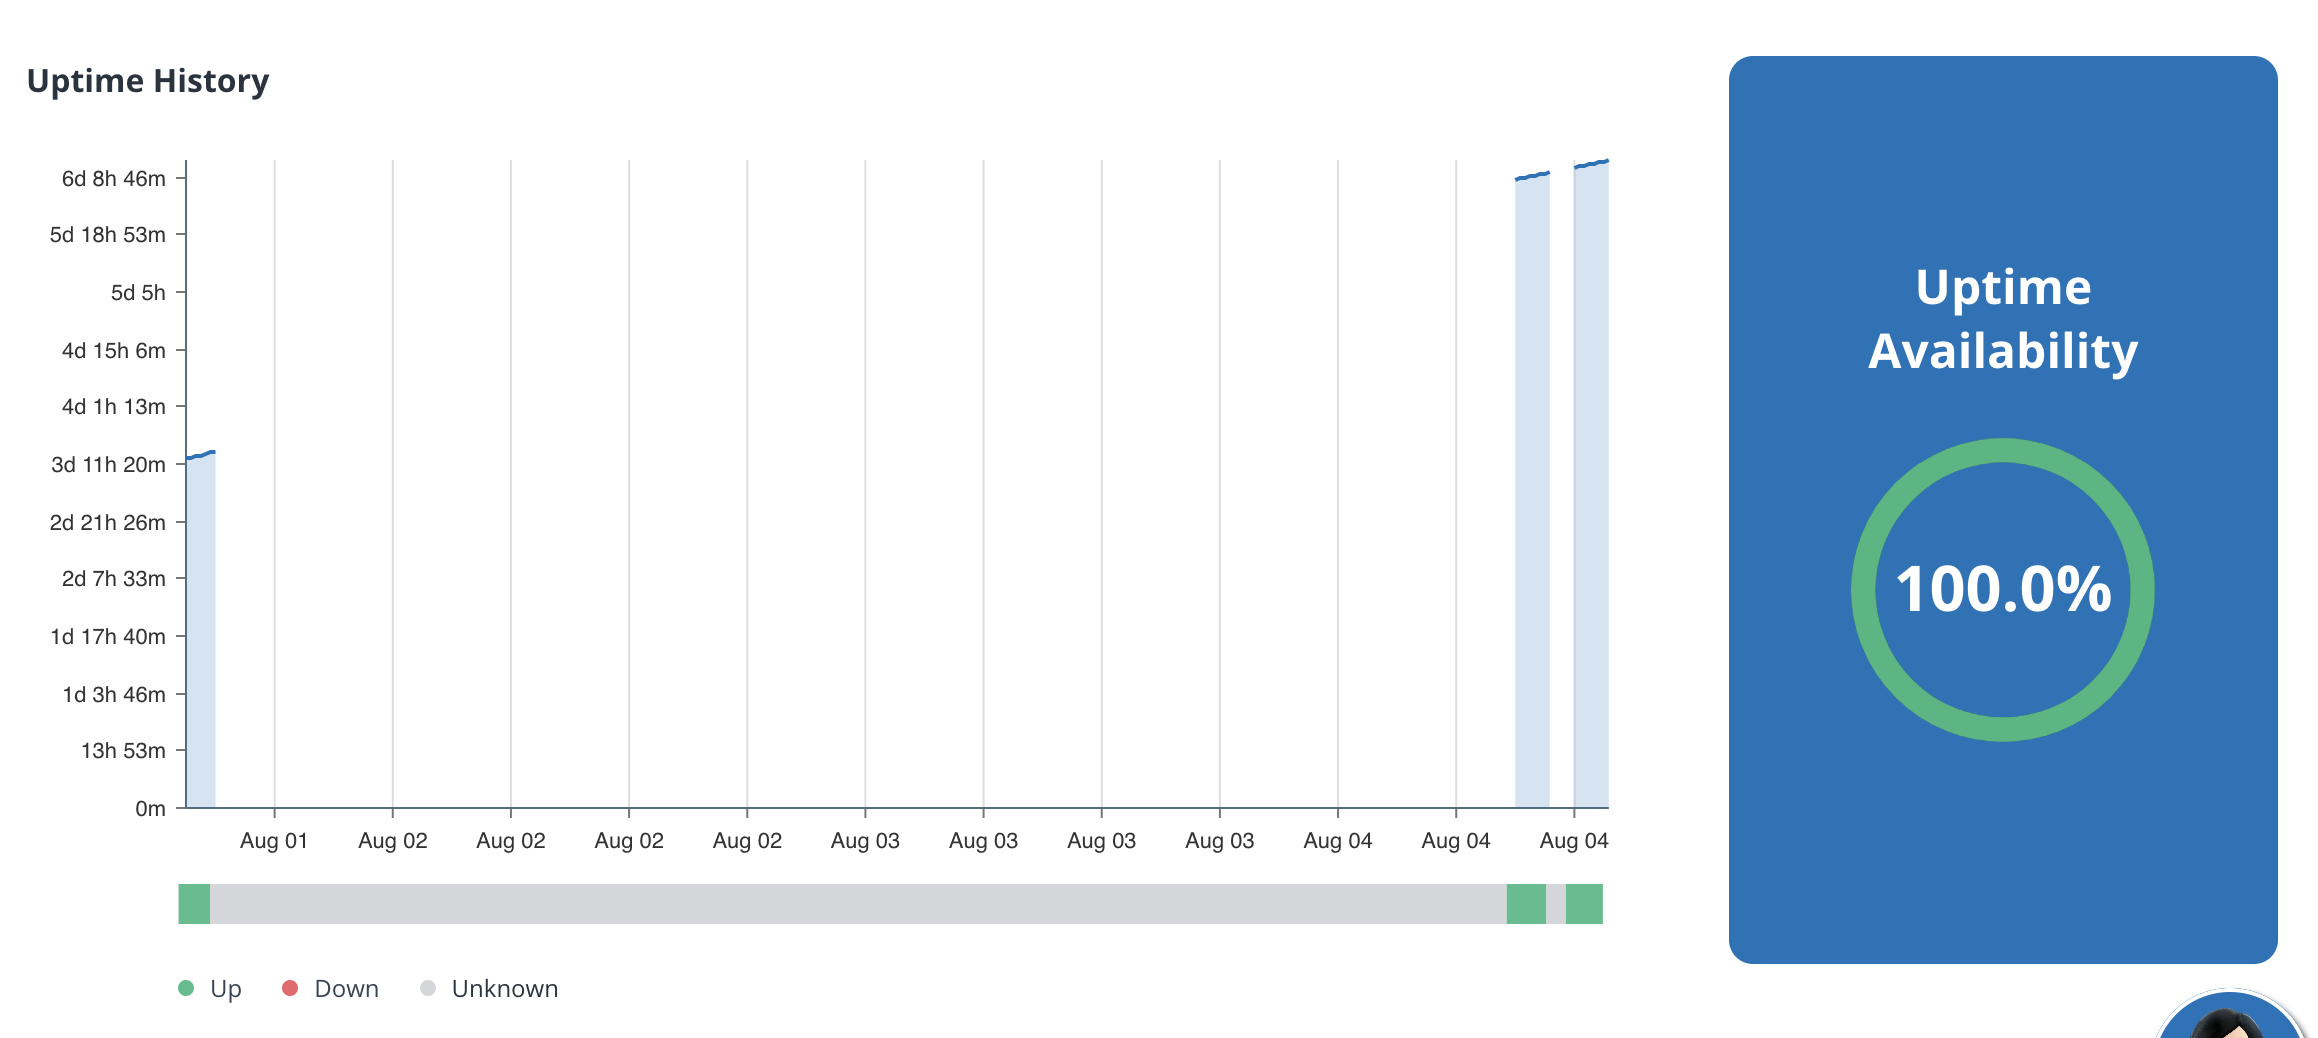 Uptime History
6d 8h 46m
5d 18h 53m
5d 5h
4d 15h 6m
4d 1h 13m
3d 11h 20m
2d 21h 26m
2d 7h 33m
1d 17h 40m
1d 3h 46m
13h 53m
0m
Aug 01 Aug 02 Aug 02 Aug 02 Aug 02 Aug 03 Aug 03 Aug 03 Aug 03 Aug 04 Aug 04 Aug 04
Up Down Unknown
Uptime
Availability
100.0%